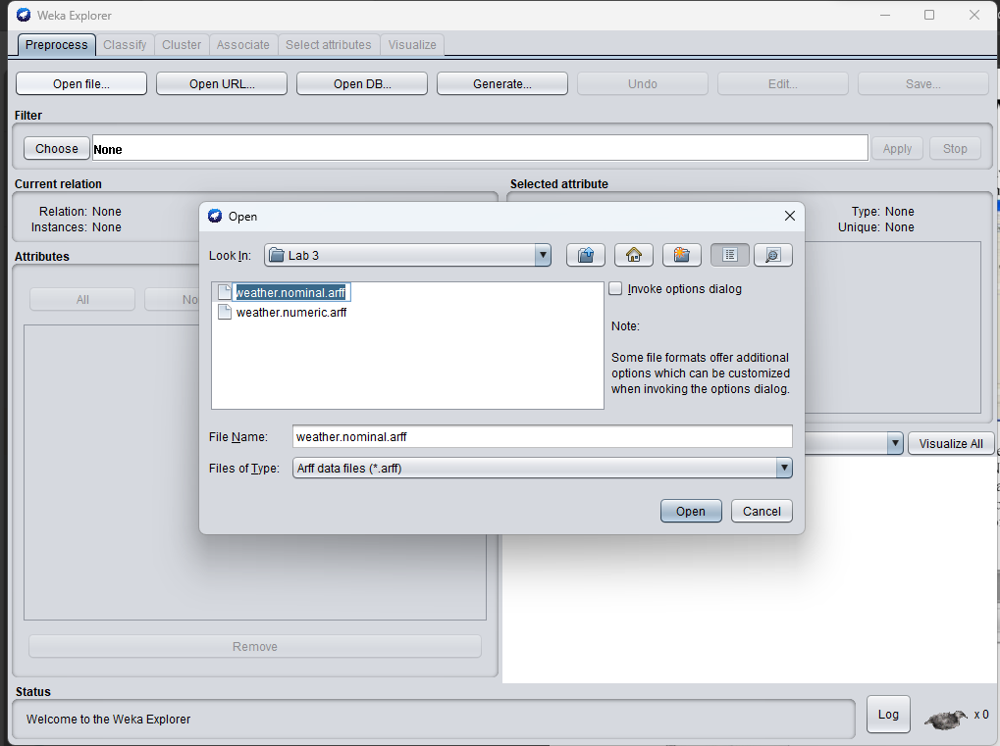 Weka Explorer
Preprocess Classify Cluster Associate Select attributes Visualize
Open file... Open URL... Open DB... Generate... Undo Edit... Save...
Filter
Choose None Apply Stop
Current relation
Relation: None
Instances: None
Selected attribute
Type: None
Unique: None
Attributes
All
No
Open
Look In: Lab 3
weather.nominal.arff
weather.numeric.arff
Invoke options dialog
Note:
Some file formats offer additional
options which can be customized
when invoking the options dialog.
File Name: weather.nominal.arff
Files of Type: Arff data files (*.arff)
Open Cancel
Visualize All
Remove
Status
Welcome to the Weka Explorer
Log
x 0